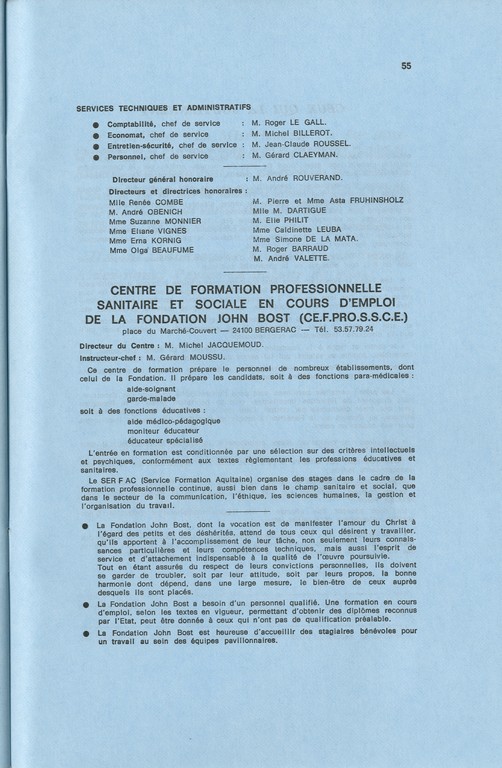 55
SERVICES TECHNIQUES ET ADMINISTRATIFS
● Comptabilité, chef de service : M. Roger LE GALL.
● Economat, chef de service : M. Michel BILLEROT.
● Entretien-sécurité, chef de service : M. Jean-Claude ROUSSEL.
● Personnel, chef de service : M. Gérard CLAEYMAN.
Directeur général honoraire : M. André ROUVERAND.
Directeurs et directrices honoraires :
Mlle Renée COMBE M. Pierre et Mme Asta FRUHINSHOLZ
M. André OBENICH Mlle M. DARTIGUE
Mme Suzanne MONNIER M. Elie PHILIT
Mme Eliane VIGNES Mme Caldinette LEUBA
Mme Erna KORNIG Mme Simone DE LA MATA.
Mme Olga BEAUFUME M. Roger BARRAUD
M. André VALETTE.
CENTRE DE FORMATION PROFESSIONNELLE
SANITAIRE ET SOCIALE EN COURS D'EMPLOI
DE LA FONDATION JOHN BOST (CE.F.PRO.S.S.C.E.)
place du Marché-Couvert — 24100 BERGERAC — Tél. 53.57.79.24
Directeur du Centre : M. Michel JACQUEMOUD.
Instructeur-chef : M. Gérard MOUSSU.
Ce centre de formation prépare le personnel de nombreux établissements, dont
celui de la Fondation. Il prépare les candidats, soit à des fonctions para-médicales :
aide-soignant
garde-malade
soit à des fonctions éducatives :
aide médico-pédagogique
moniteur éducateur
éducateur spécialisé
L'entrée en formation est conditionnée par une sélection sur des critères intellectuels
et psychiques, conformément aux textes réglementant les professions éducatives et
sanitaires.
Le SER F AC (Service Formation Aquitaine) organise des stages dans le cadre de la
formation professionnelle continue, aussi bien dans le champ sanitaire et social, que
dans le secteur de la communication, l'éthique, les sciences humaines, la gestion et
l'organisation du travail.
● La Fondation John Bost, dont la vocation est de manifester l'amour du Christ à
l'égard des petits et des déshérités, attend de tous ceux qui désirent y travailler,
qu'ils apportent à l'accomplissement de leur tâche, non seulement leurs connais-
sances particulières et leurs compétences techniques, mais aussi l'esprit de
service et d'attachement indispensable à la qualité de l'œuvre poursuivie.
Tout en étant assurés du respect de leurs convictions personnelles, ils doivent
se garder de troubler, soit par leur attitude, soit par leurs propos, la bonne
harmonie dont dépend, dans une large mesure, le bien-être de ceux auprès
desquels ils sont placés.
● La Fondation John Bost a besoin d'un personnel qualifié. Une formation en cours
d'emploi, selon les textes en vigueur, permettant d'obtenir des diplômes reconnus
par l'Etat, peut être donnée à ceux qui n'ont pas de qualification préalable.
● La Fondation John Bost est heureuse d'accueillir des stagiaires bénévoles pour
un travail au sein des équipes pavillonnaires.